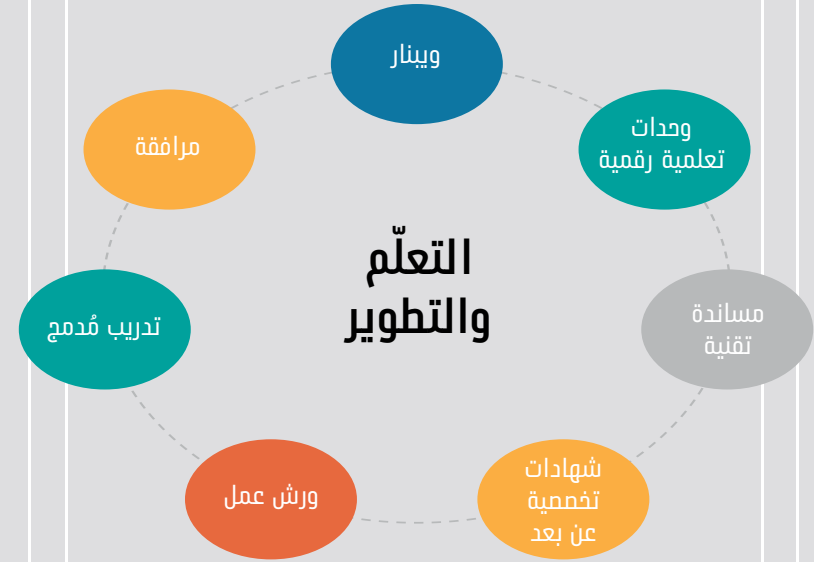 ويبنار
وحدات
تعلمية رقمية
مرافقة
التعلّم
والتطوير
مساندة
تقنية
تدريب مُدمج
شهادات
تخصصية
عن بعد
ورش عمل